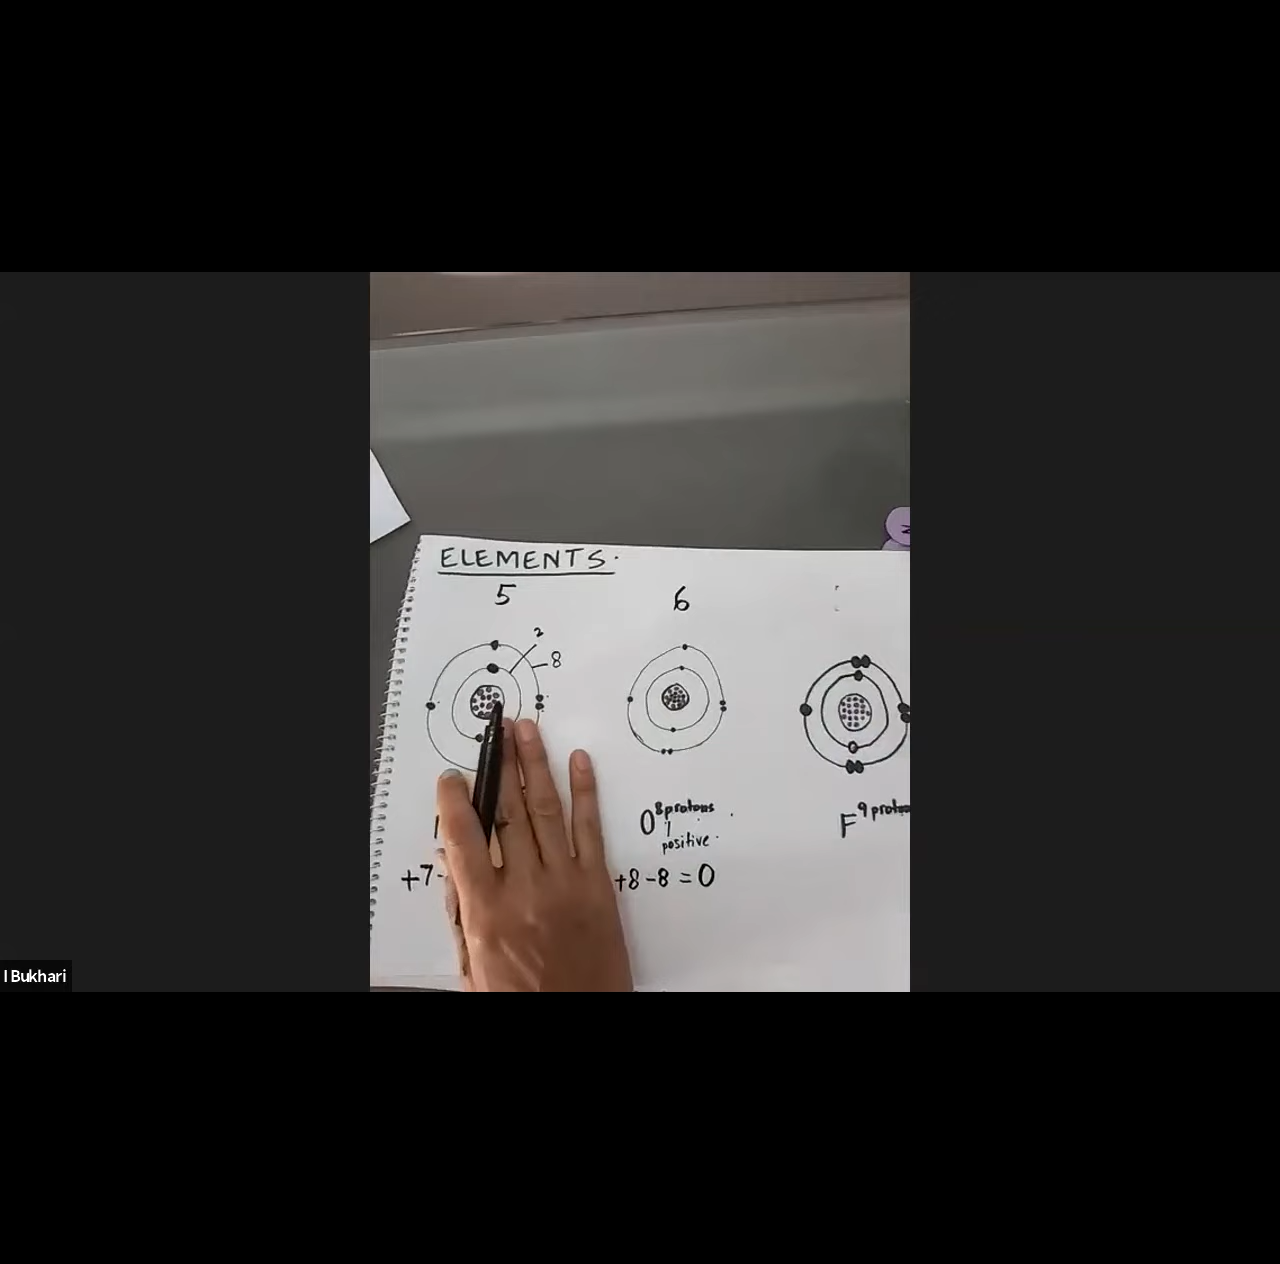 ELEMENTS.
5
6
2
8
O 8 protons
positive
F 9 proto
+7-
+8-8=0
I Bukhari